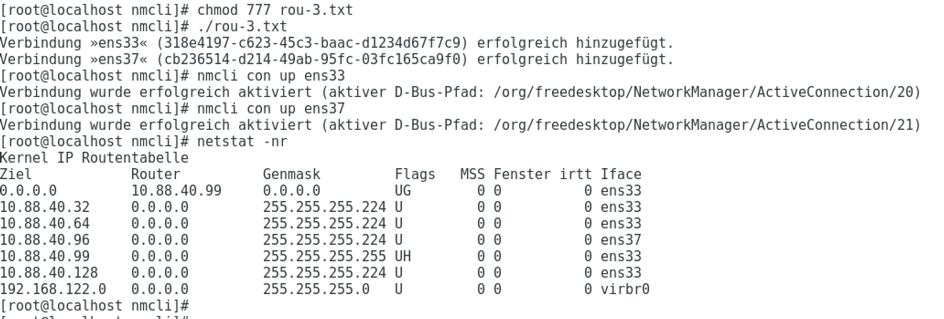 [root@localhost nmcli]# chmod 777 rou-3.txt
[root@localhost nmcli]# ./rou-3.txt
Verbindung »ens33« (318e4197-c623-45c3-baac-d1234d67f7c9) erfolgreich hinzugefügt.
Verbindung »ens37« (cb236514-d214-49ab-95fc-03fc165ca9f0) erfolgreich hinzugefügt.
[root@localhost nmcli]# nmcli con up ens33
Verbindung wurde erfolgreich aktiviert (aktiver D-Bus-Pfad: /org/freedesktop/NetworkManager/ActiveConnection/20)
[root@localhost nmcli]# nmcli con up ens37
Verbindung wurde erfolgreich aktiviert (aktiver D-Bus-Pfad: /org/freedesktop/NetworkManager/ActiveConnection/21)
[root@localhost nmcli]# netstat -nr
Kernel IP Routentabelle
Ziel            Router          Genmask         Flags   MSS Fenster irtt Iface
0.0.0.0         10.88.40.99     0.0.0.0         UG        0 0          0 ens33
10.88.40.32     0.0.0.0         255.255.255.224 U         0 0          0 ens33
10.88.40.64     0.0.0.0         255.255.255.224 U         0 0          0 ens33
10.88.40.96     0.0.0.0         255.255.255.224 U         0 0          0 ens37
10.88.40.99     0.0.0.0         255.255.255.255 UH        0 0          0 ens33
10.88.40.128    0.0.0.0         255.255.255.224 U         0 0          0 ens33
192.168.122.0   0.0.0.0         255.255.255.0   U         0 0          0 virbr0
[root@localhost nmcli]#